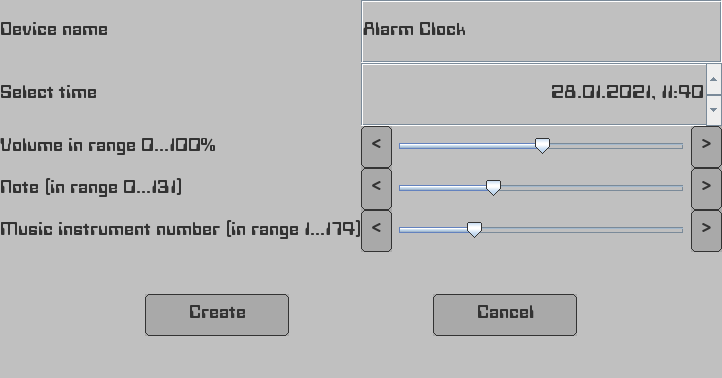 Device name
Alarm Clock
Select time
28.01.2021, 11:40
Volume in range 0...100%
< >
Note (in range 0...131)
< >
Music instrument number (in range 1...174)
< >
Create
Cancel